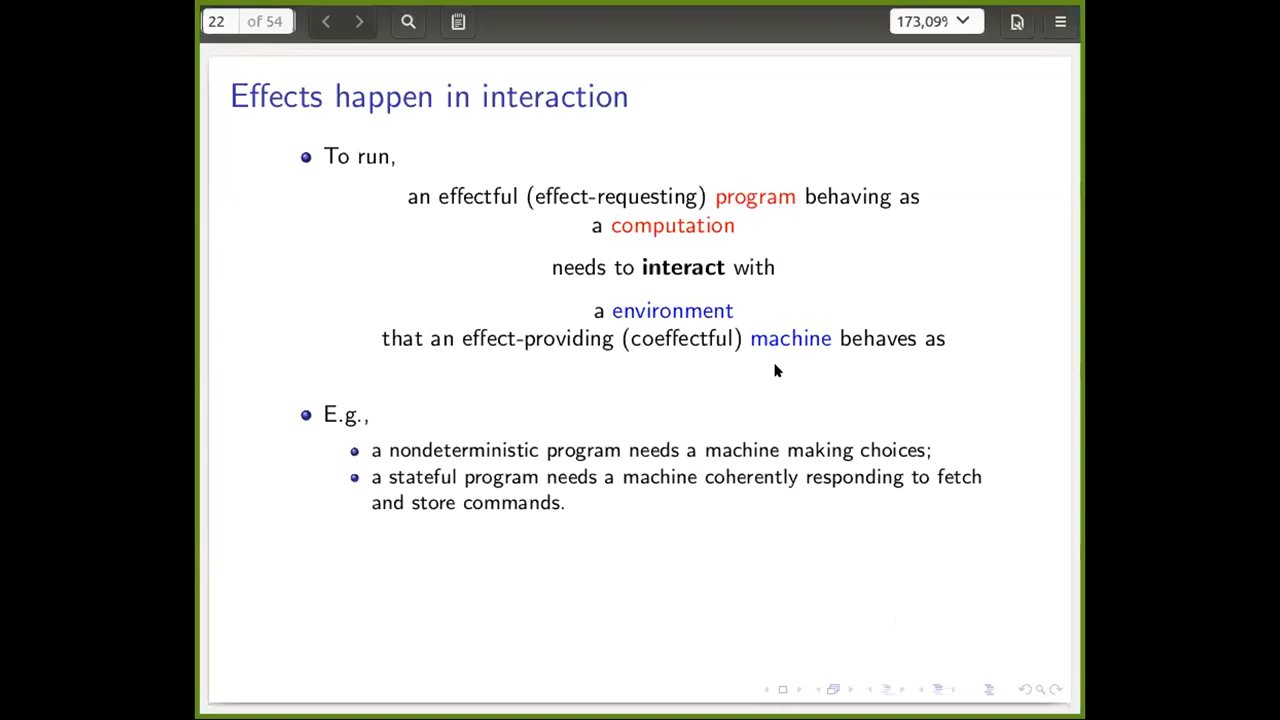 22 of 54
173,09%
Effects happen in interaction
To run,
an effectful (effect-requesting) program behaving as
a computation
needs to interact with
a environment
that an effect-providing (coeffectful) machine behaves as
E.g.,
a nondeterministic program needs a machine making choices;
a stateful program needs a machine coherently responding to fetch
and store commands.